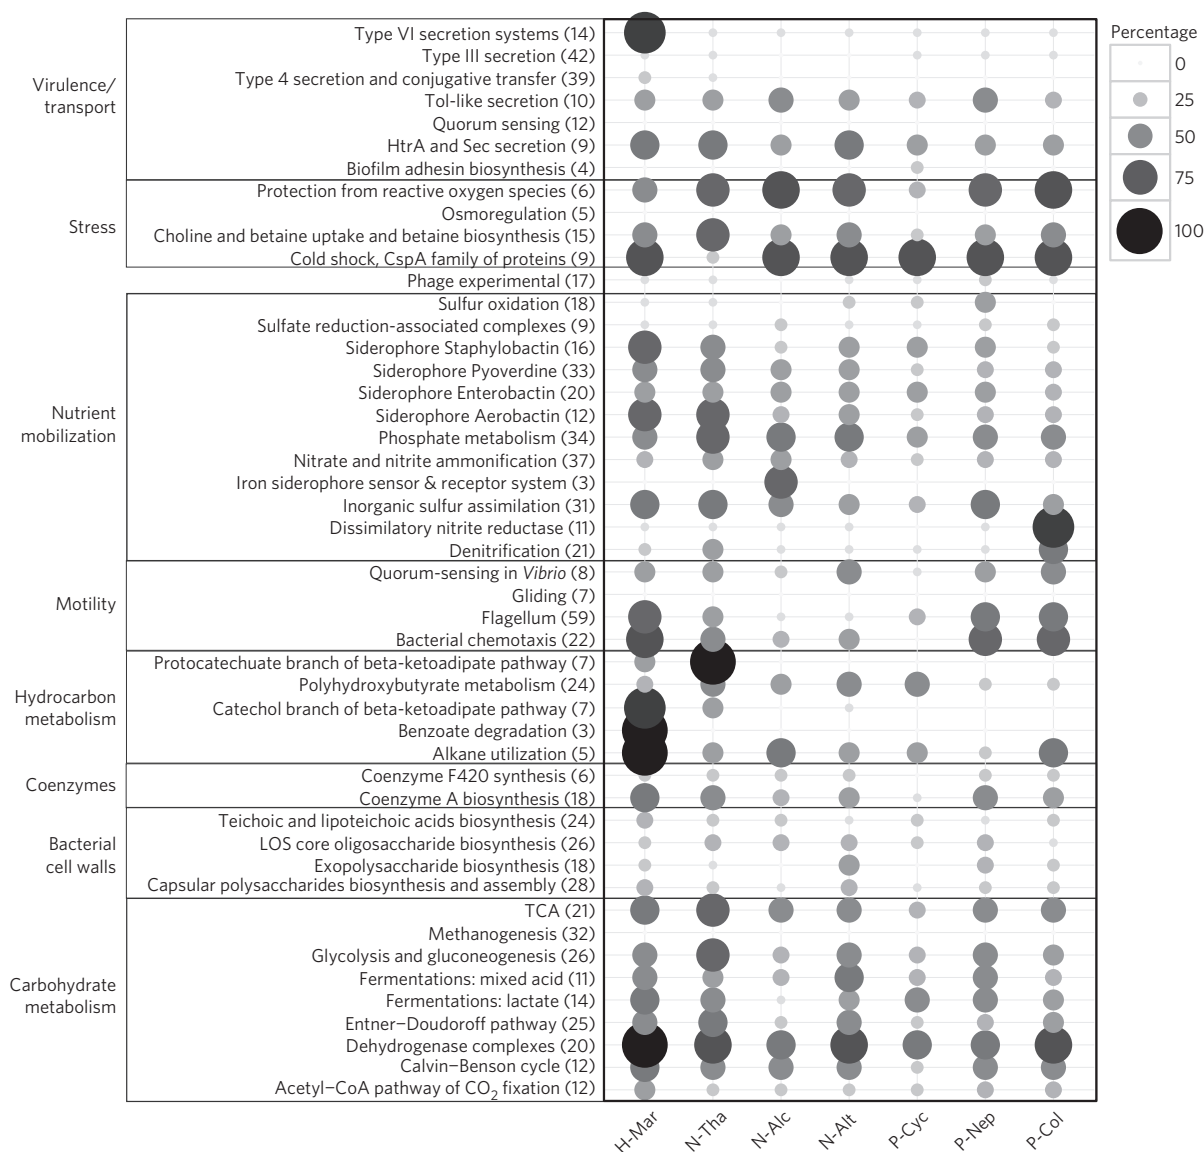 Type VI secretion systems (14)
Type III secretion (42)
Type 4 secretion and conjugative transfer (39)
Tol-like secretion (10)
Quorum sensing (12)
HtrA and Sec secretion (9)
Biofilm adhesin biosynthesis (4)
Virulence/
transport
Protection from reactive oxygen species (6)
Osmoregulation (5)
Choline and betaine uptake and betaine biosynthesis (15)
Cold shock, CspA family of proteins (9)
Stress
Phage experimental (17)
Sulfur oxidation (18)
Sulfate reduction-associated complexes (9)
Siderophore Staphylobactin (16)
Siderophore Pyoverdine (33)
Siderophore Enterobactin (20)
Siderophore Aerobactin (12)
Phosphate metabolism (34)
Nitrate and nitrite ammonification (37)
Iron siderophore sensor & receptor system (3)
Inorganic sulfur assimilation (31)
Dissimilatory nitrite reductase (11)
Denitrification (21)
Nutrient
mobilization
Quorum-sensing in Vibrio (8)
Gliding (7)
Flagellum (59)
Bacterial chemotaxis (22)
Motility
Protocatechuate branch of beta-ketoadipate pathway (7)
Polyhydroxybutyrate metabolism (24)
Catechol branch of beta-ketoadipate pathway (7)
Benzoate degradation (3)
Alkane utilization (5)
Hydrocarbon
metabolism
Coenzyme F420 synthesis (6)
Coenzyme A biosynthesis (18)
Coenzymes
Teichoic and lipoteichoic acids biosynthesis (24)
LOS core oligosaccharide biosynthesis (26)
Exopolysaccharide biosynthesis (18)
Capsular polysaccharides biosynthesis and assembly (28)
Bacterial
cell walls
TCA (21)
Methanogenesis (32)
Glycolysis and gluconeogenesis (26)
Fermentations: mixed acid (11)
Fermentations: lactate (14)
Entner−Doudoroff pathway (25)
Dehydrogenase complexes (20)
Calvin−Benson cycle (12)
Acetyl−CoA pathway of CO2 fixation (12)
Carbohydrate
metabolism
H-Mar
N-Tha
N-Alc
N-Alt
P-Cyc
P-Nep
P-Col
Percentage
0
25
50
75
100